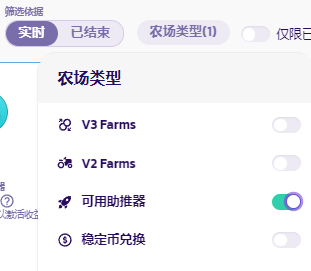 筛选依据
实时 已结束 农场类型(1) 仅限已
农场类型
V3 Farms
V2 Farms
可用助推器
器
以激活收益
稳定币兑换